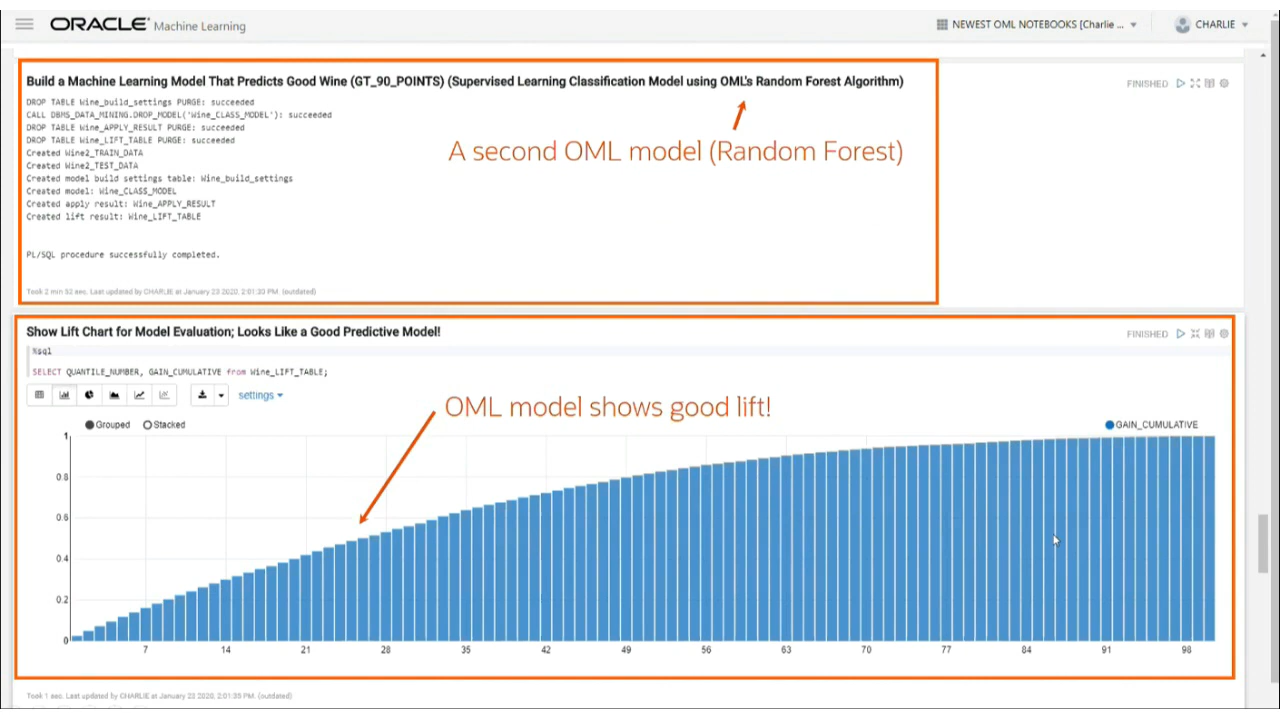 ORACLE® Machine Learning
NEWEST OML NOTEBOOKS [Charlie ...
CHARLIE
Build a Machine Learning Model That Predicts Good Wine (GT_90_POINTS) (Supervised Learning Classification Model using OML's Random Forest Algorithm)
FINISHED
DROP TABLE Wine_build_settings PURGE: succeeded
CALL DBMS_DATA_MINING.DROP_MODEL('Wine_CLASS_MODEL'): succeeded
DROP TABLE Wine_APPLY_RESULT PURGE: succeeded
DROP TABLE Wine_LIFT_TABLE PURGE: succeeded
Created Wine2_TRAIN_DATA
Created Wine2_TEST_DATA
Created model build settings table: Wine_build_settings
Created model: Wine_CLASS_MODEL
Created apply result: Wine_APPLY_RESULT
Created lift result: Wine_LIFT_TABLE
A second OML model (Random Forest)
PL/SQL procedure successfully completed.
Took 2 min 52 sec. Last updated by CHARLIE at January 23 2020, 2:01:33 PM. (outdated)
Show Lift Chart for Model Evaluation; Looks Like a Good Predictive Model!
FINISHED
%sql
SELECT QUANTILE_NUMBER, GAIN_CUMULATIVE from Wine_LIFT_TABLE;
settings
OML model shows good lift!
Grouped Stacked
GAIN_CUMULATIVE
1
0.8
0.6
0.4
0.2
0
7 14 21 28 35 42 49 56 63 70 77 84 91 98
Took 1 sec. Last updated by CHARLIE at January 23 2020, 2:01:35 PM. (outdated)